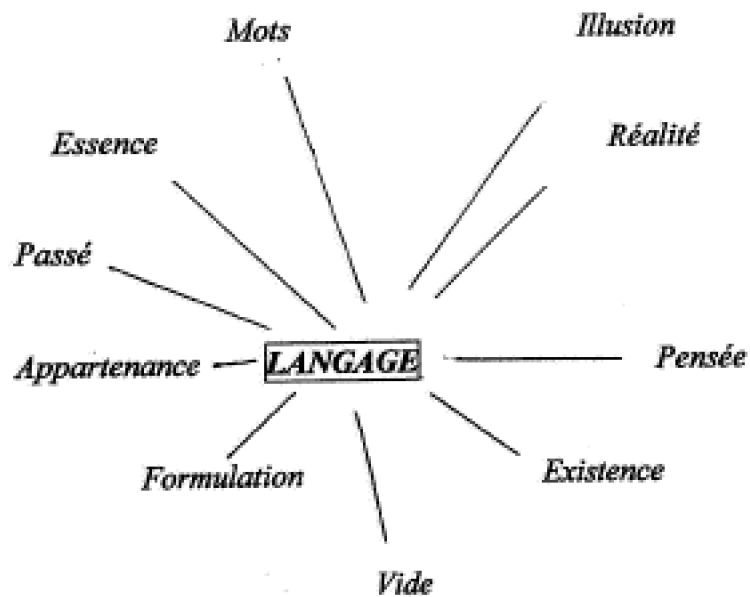 Mots
Illusion
Essence
Réalité
Passé
Appartenance
LANGAGE
Pensée
Formulation
Existence
Vide